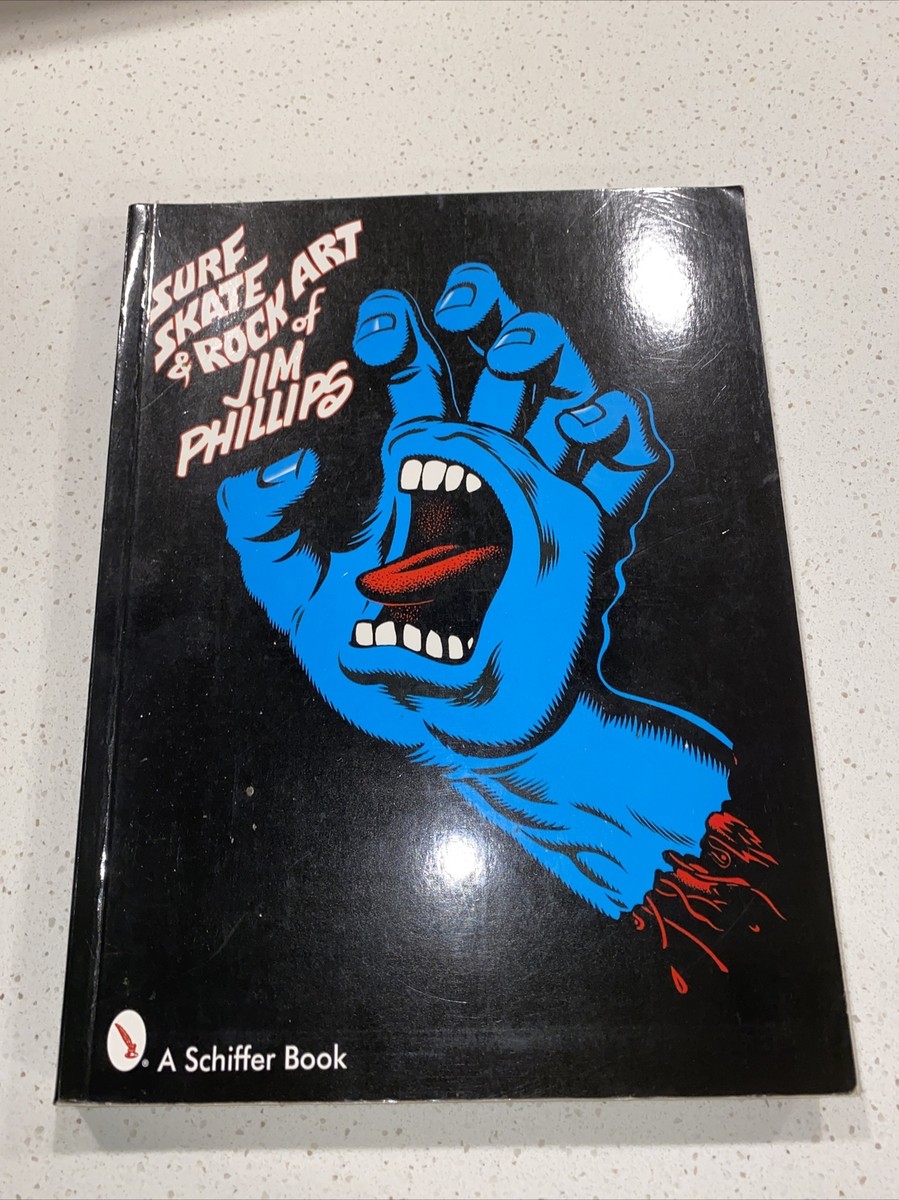 SURF
SKATE
& ROCK ART
of
JIM
PHILLIPS
® A Schiffer Book